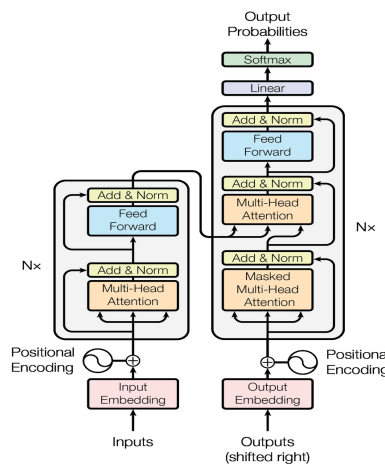 Output
Probabilities
Softmax
Linear
Add & Norm
Feed
Forward
Add & Norm
Multi-Head
Attention
Add & Norm
Masked
Multi-Head
Attention
Nx
Add & Norm
Feed
Forward
Add & Norm
Multi-Head
Attention
Nx
Positional
Encoding
Input
Embedding
Inputs
Positional
Encoding
Output
Embedding
Outputs
(shifted right)